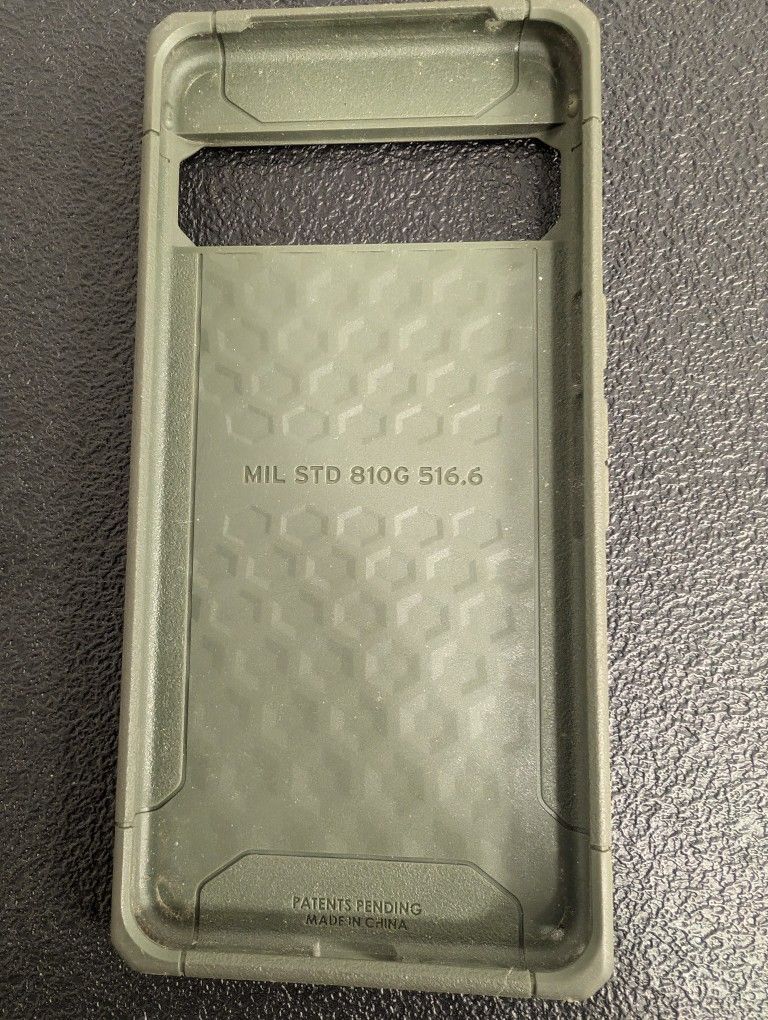 MIL STD 810G 516.6
PATENTS PENDING
MADE IN CHINA